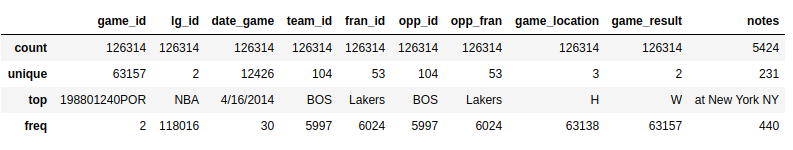 game_id lg_id date_game team_id fran_id opp_id opp_fran game_location game_result notes
count 126314 126314 126314 126314 126314 126314 126314 126314 126314 5424
unique 63157 2 12426 104 53 104 53 3 2 231
top 198801240POR NBA 4/16/2014 BOS Lakers BOS Lakers H W at New York NY
freq 2 118016 30 5997 6024 5997 6024 63138 63157 440